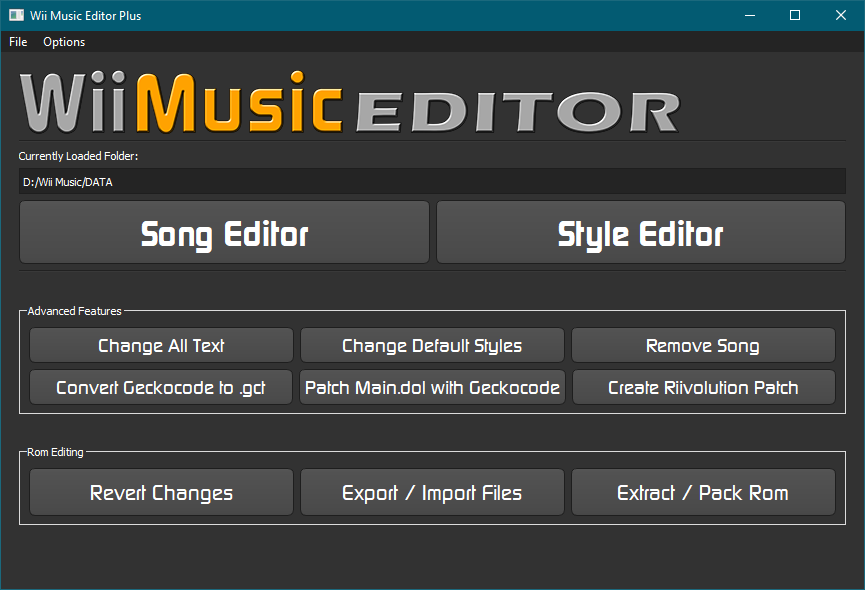 Wii Music Editor Plus
File Options
Wii Music EDITOR
Currently Loaded Folder:
D:/Wii Music/DATA
Song Editor Style Editor
Advanced Features
Change All Text Change Default Styles Remove Song
Convert Geckocode to .gct Patch Main.dol with Geckocode Create Riivolution Patch
Rom Editing
Revert Changes Export / Import Files Extract / Pack Rom